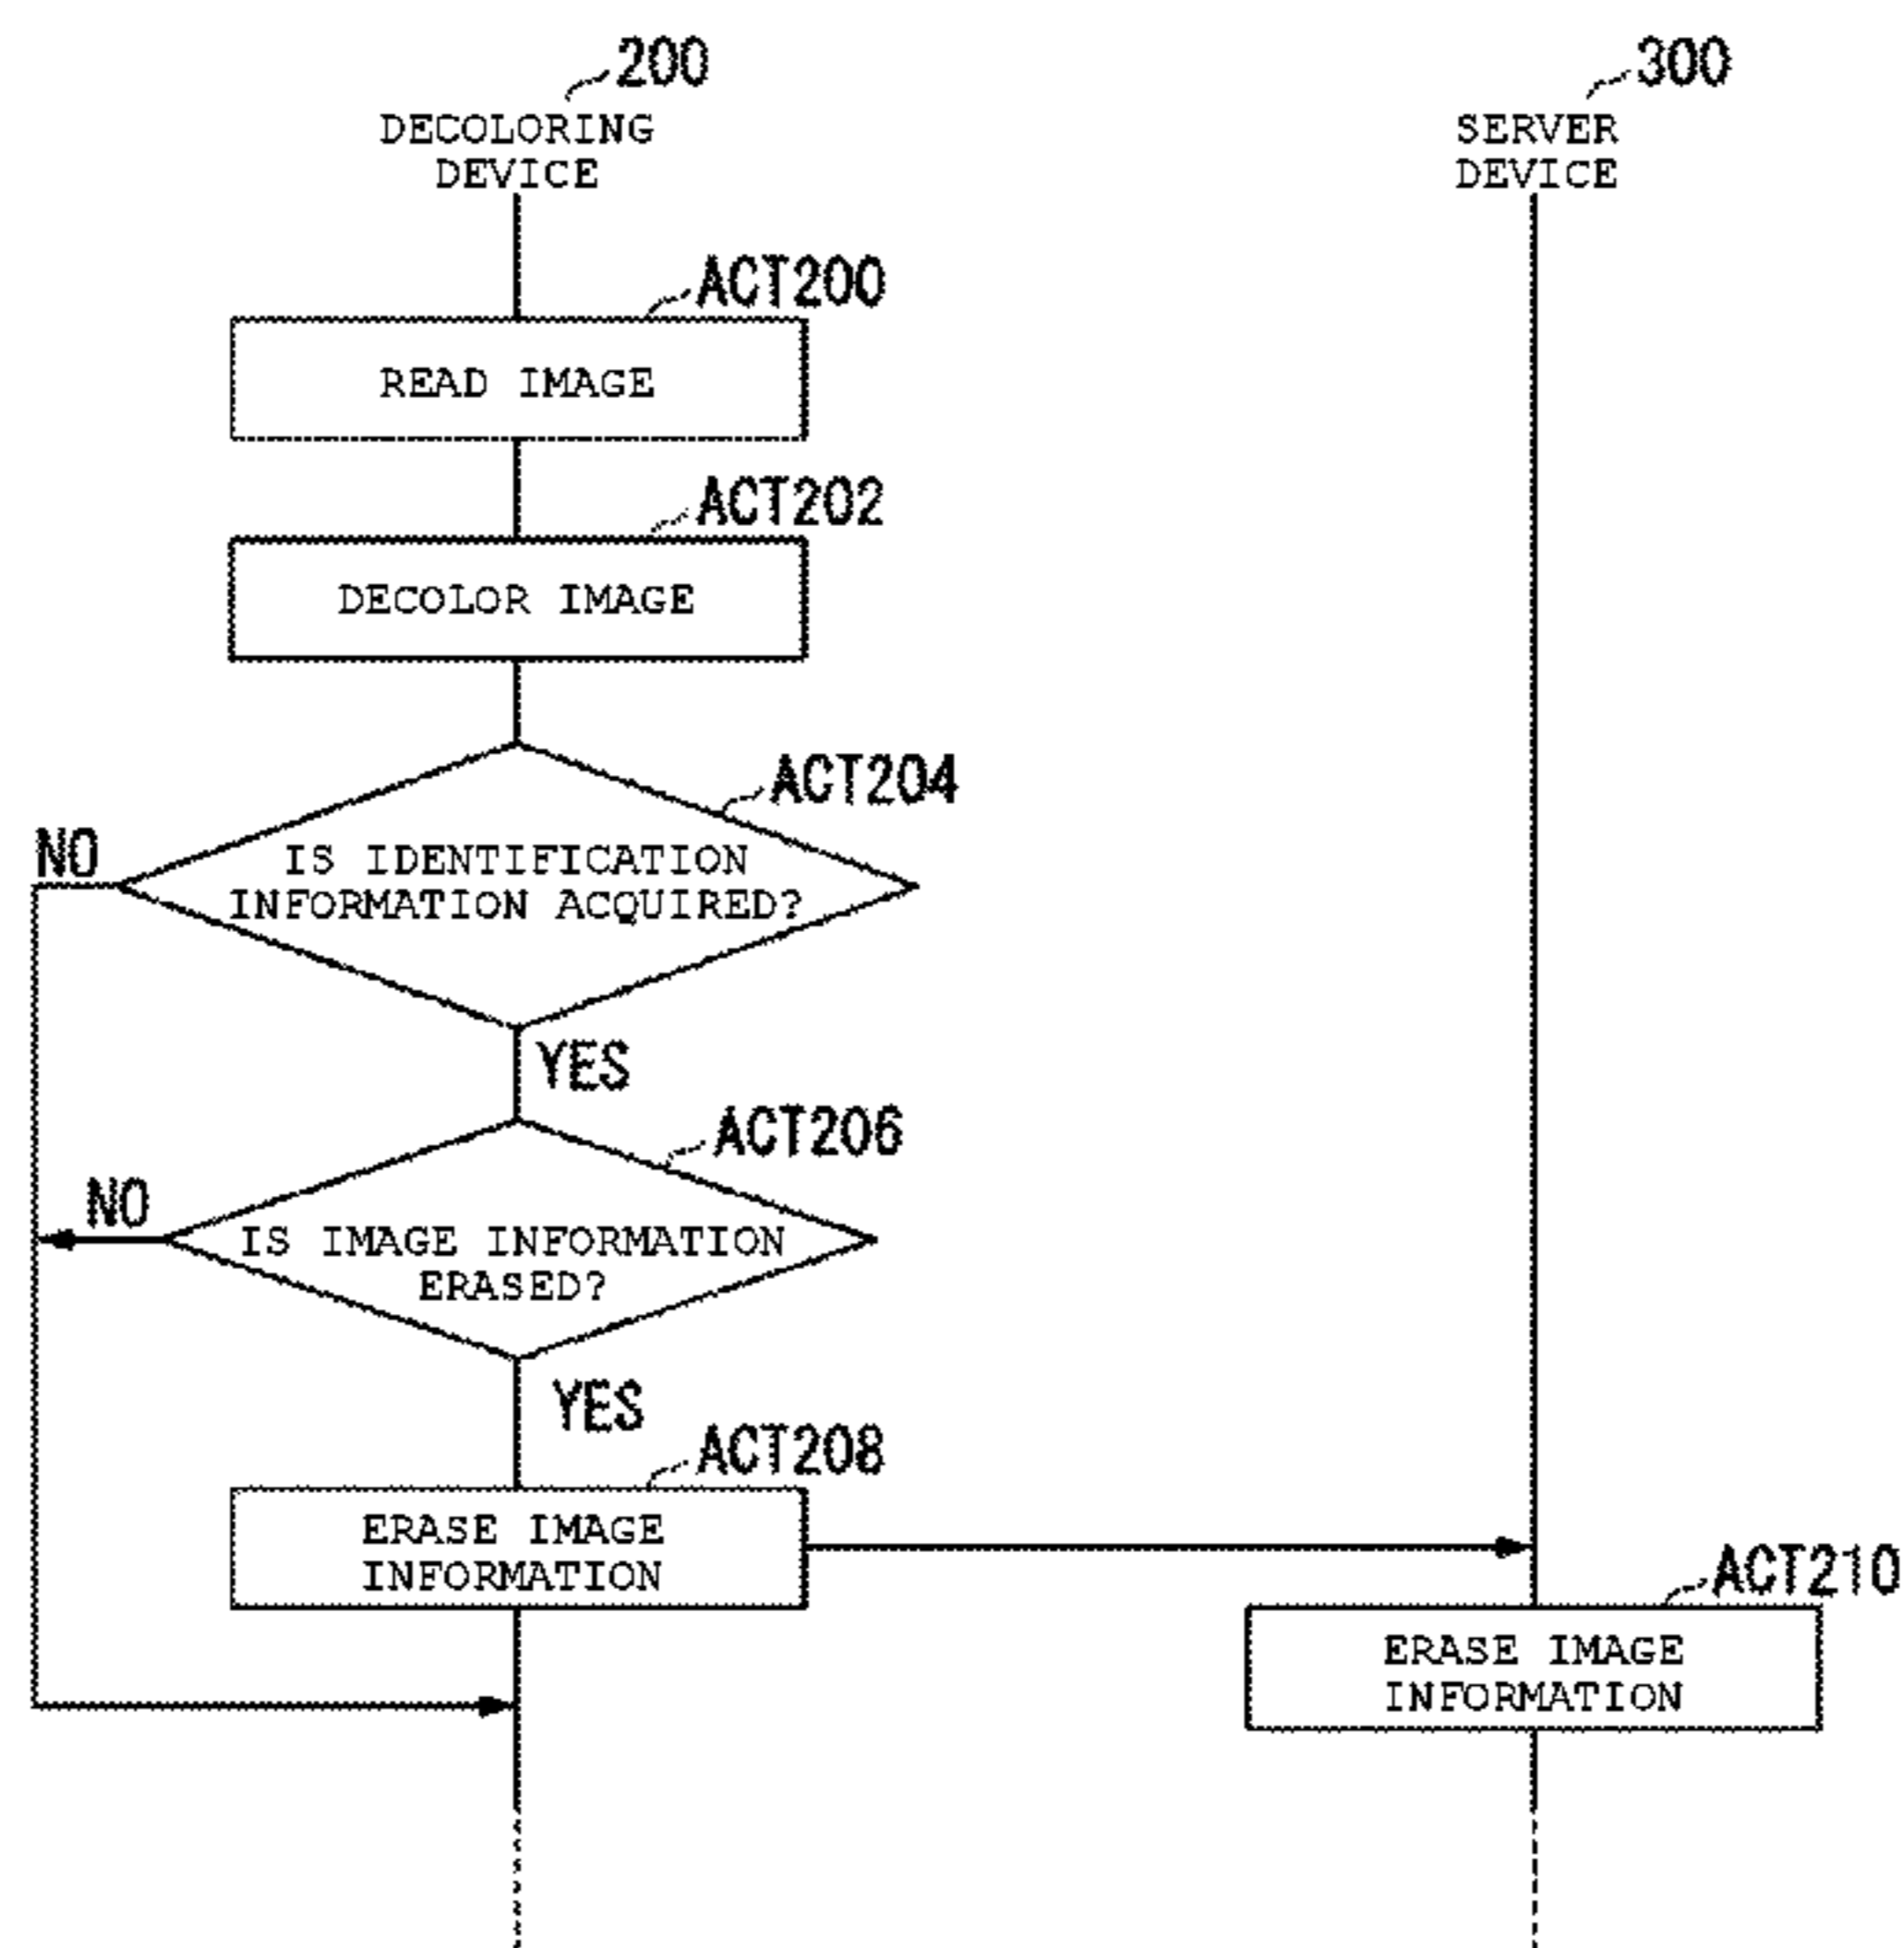 200
DECOLORING
DEVICE
300
SERVER
DEVICE
ACT200
READ IMAGE
ACT202
DECOLOR IMAGE
ACT204
NO
IS IDENTIFICATION
INFORMATION ACQUIRED?
YES
ACT206
NO
IS IMAGE INFORMATION
ERASED?
YES
ACT208
ERASE IMAGE
INFORMATION
ACT210
ERASE IMAGE
INFORMATION